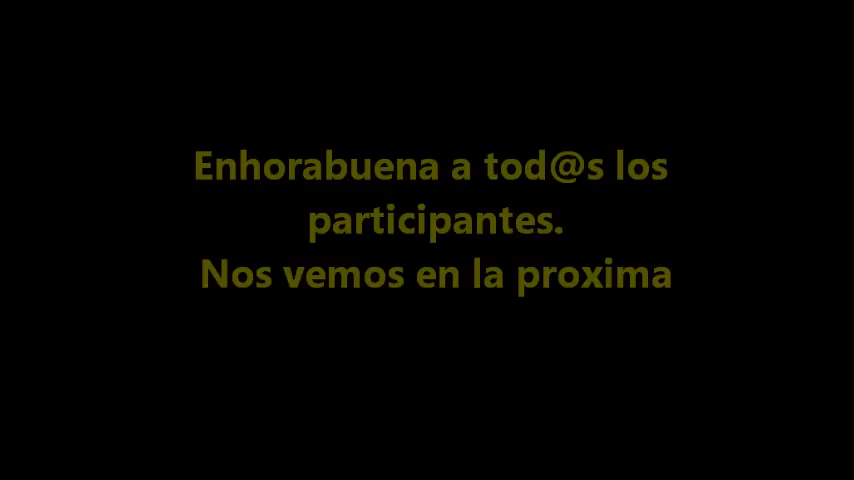 Enhorabuena a tod@s los
participantes.
Nos vemos en la proxima